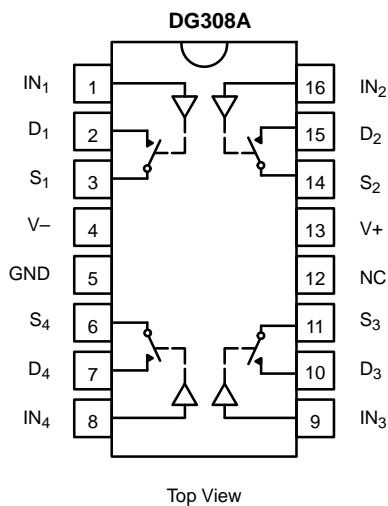 DG308A
IN1 1 16 IN2
D1 2 15 D2
S1 3 14 S2
V– 4 13 V+
GND 5 12 NC
S4 6 11 S3
D4 7 10 D3
IN4 8 9 IN3
Top View